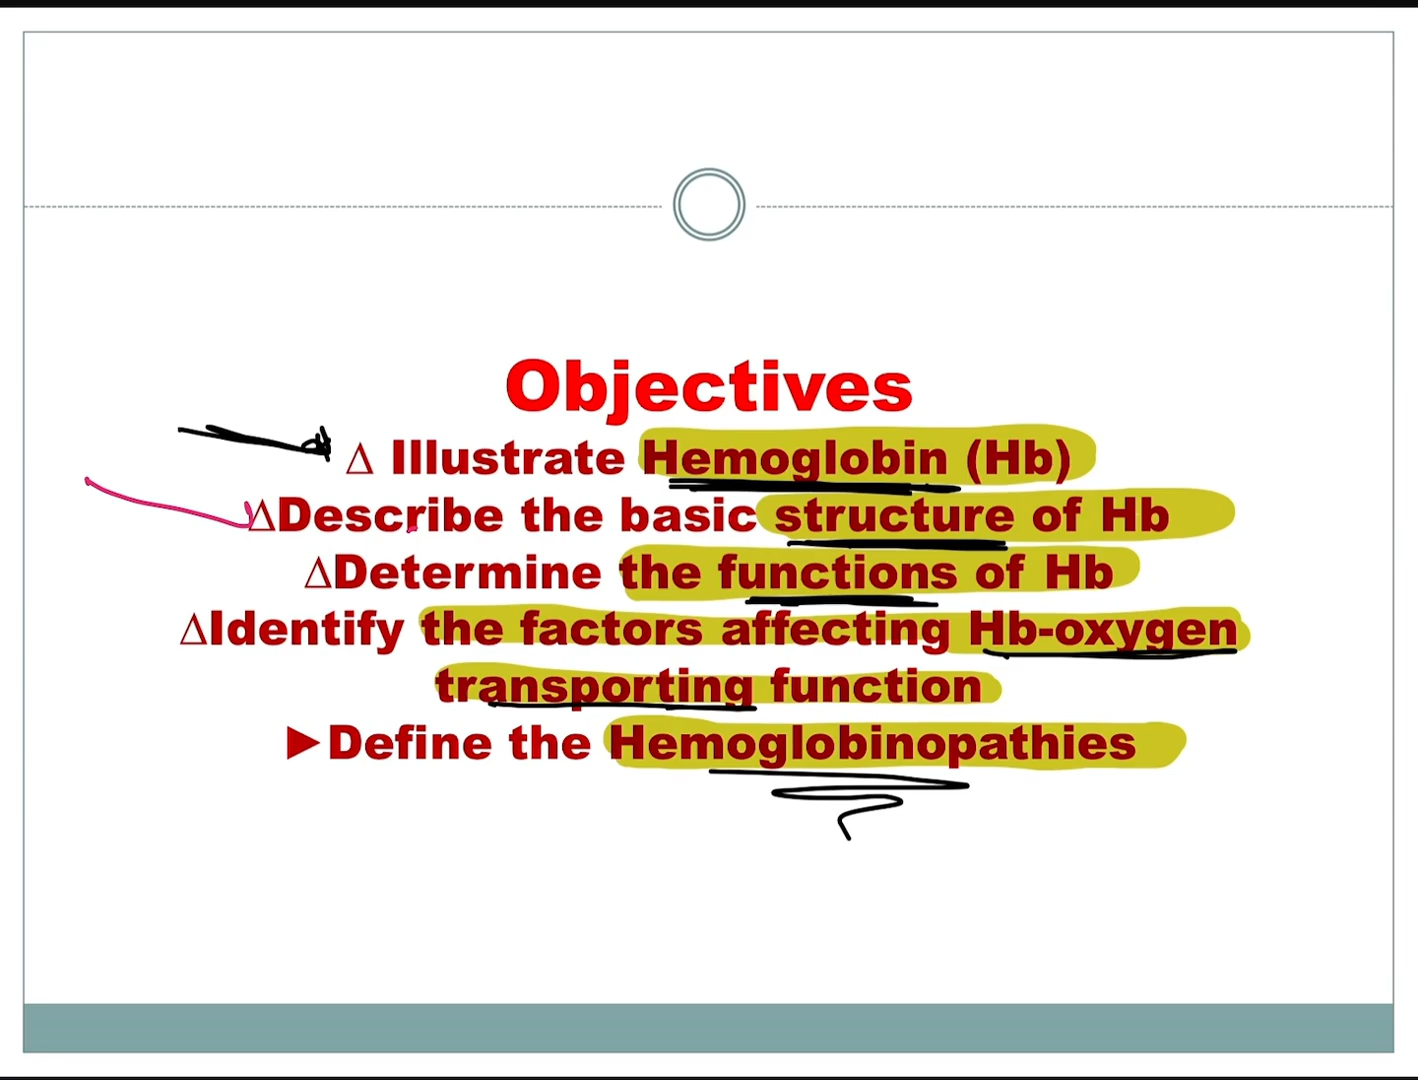 Objectives
∆ Illustrate Hemoglobin (Hb)
∆Describe the basic structure of Hb
∆Determine the functions of Hb
∆Identify the factors affecting Hb-oxygen
transporting function
►Define the Hemoglobinopathies